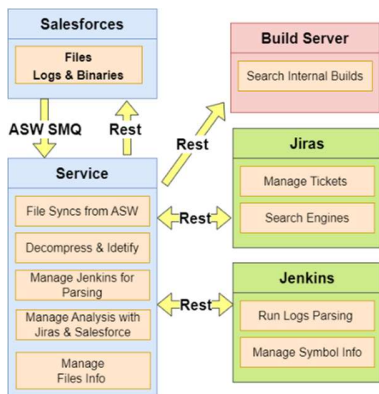 Salesforces
Files
Logs & Binaries
ASW SMQ
Rest
Service
File Syncs from ASW
Decompress & Idetify
Manage Jenkins for
Parsing
Manage Analysis with
Jiras & Salesforce
Manage
Files Info
Rest
Build Server
Search Internal Builds
Rest
Jiras
Manage Tickets
Search Engines
Rest
Jenkins
Run Logs Parsing
Manage Symbol Info